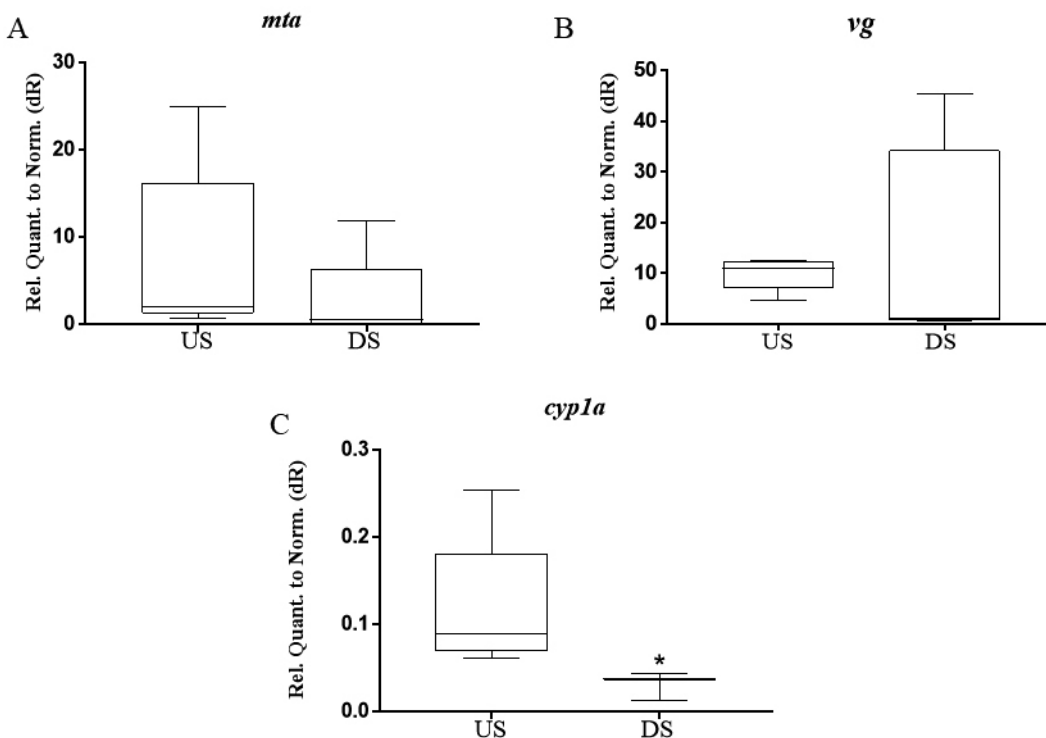 A
mta
Rel. Quant. to Norm. (dR)
30
20
10
0
US
DS
B
vg
Rel. Quant. to Norm. (dR)
50
40
30
20
10
0
US
DS
C
cyp1a
Rel. Quant. to Norm. (dR)
0.3
0.2
0.1
0.0
*
US
DS